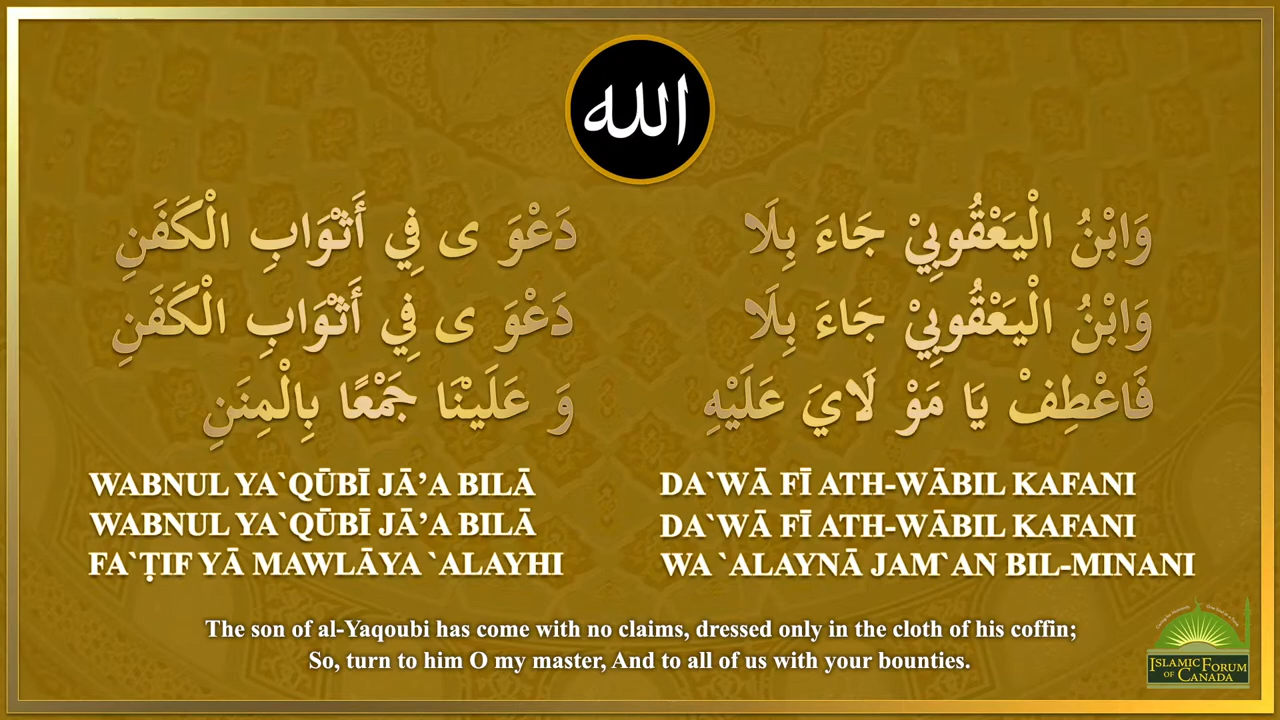 الله
وَابْنُ الْيَعْقُوبِيْ جَاءَ بِلَا دَعْوَ ى فِي أَثْوَابِ الْكَفَنِ
وَابْنُ الْيَعْقُوبِيْ جَاءَ بِلَا دَعْوَ ى فِي أَثْوَابِ الْكَفَنِ
فَاعْطِفْ يَا مَوْ لَايَ عَلَيْهِ وَ عَلَيْنَا جَمْعًا بِالْمِنَنِ
WABNUL YA`QŪBĪ JĀ’A BILĀ DA`WĀ FĪ ATH-WĀBIL KAFANI
WABNUL YA`QŪBĪ JĀ’A BILĀ DA`WĀ FĪ ATH-WĀBIL KAFANI
FA`ṬIF YĀ MAWLĀYA `ALAYHI WA `ALAYNĀ JAM`AN BIL-MINANI
The son of al-Yaqoubi has come with no claims, dressed only in the cloth of his coffin;
So, turn to him O my master, And to all of us with your bounties.
ISLAMIC FORUM
OF CANADA